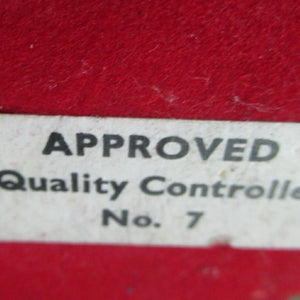 APPROVED
Quality Controlle
No. 7